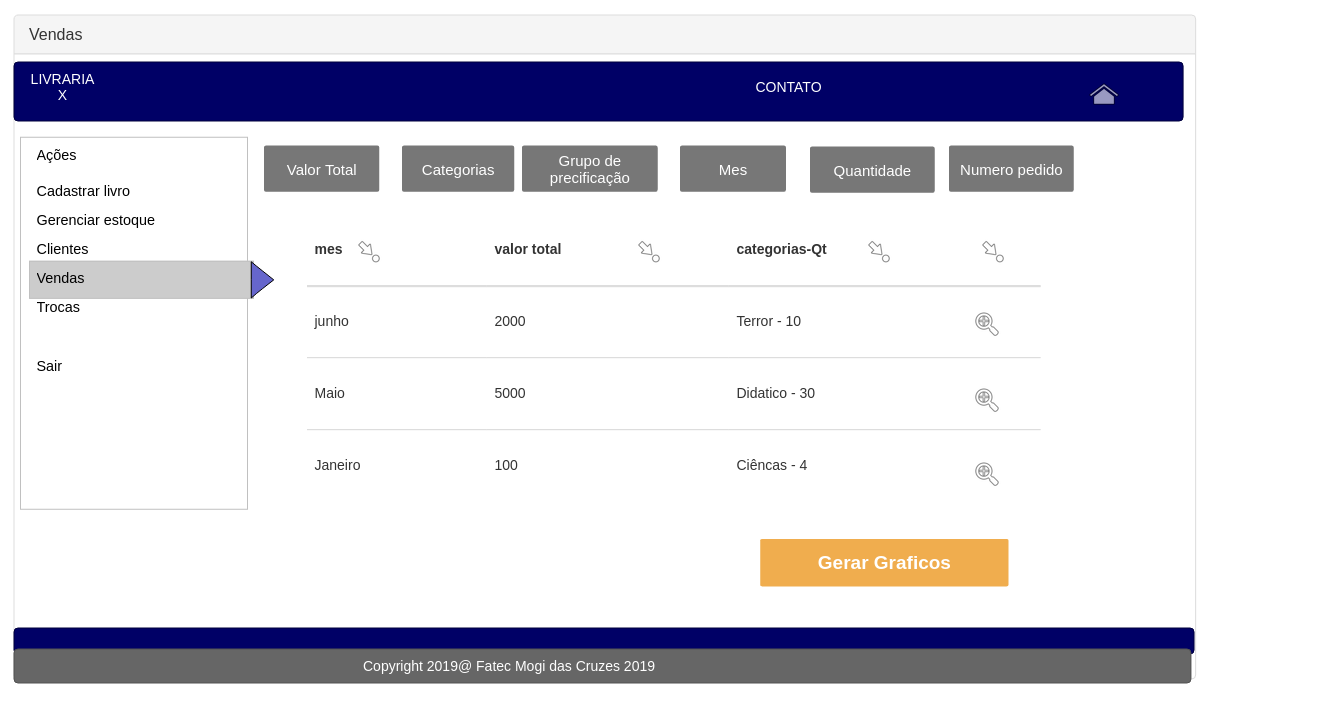 Vendas
LIVRARIA
X
CONTATO
Ações
Cadastrar livro
Gerenciar estoque
Clientes
Vendas
Trocas
Sair
Valor Total
Categorias
Grupo de
precificação
Mes
Quantidade
Numero pedido
mes valor total categorias-Qt
junho 2000 Terror - 10
Maio 5000 Didatico - 30
Janeiro 100 Ciêncas - 4
Gerar Graficos
Copyright 2019@ Fatec Mogi das Cruzes 2019